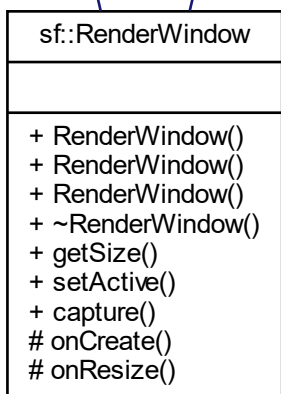 sf::RenderWindow
+ RenderWindow()
+ RenderWindow()
+ RenderWindow()
+ ~RenderWindow()
+ getSize()
+ setActive()
+ capture()
# onCreate()
# onResize()